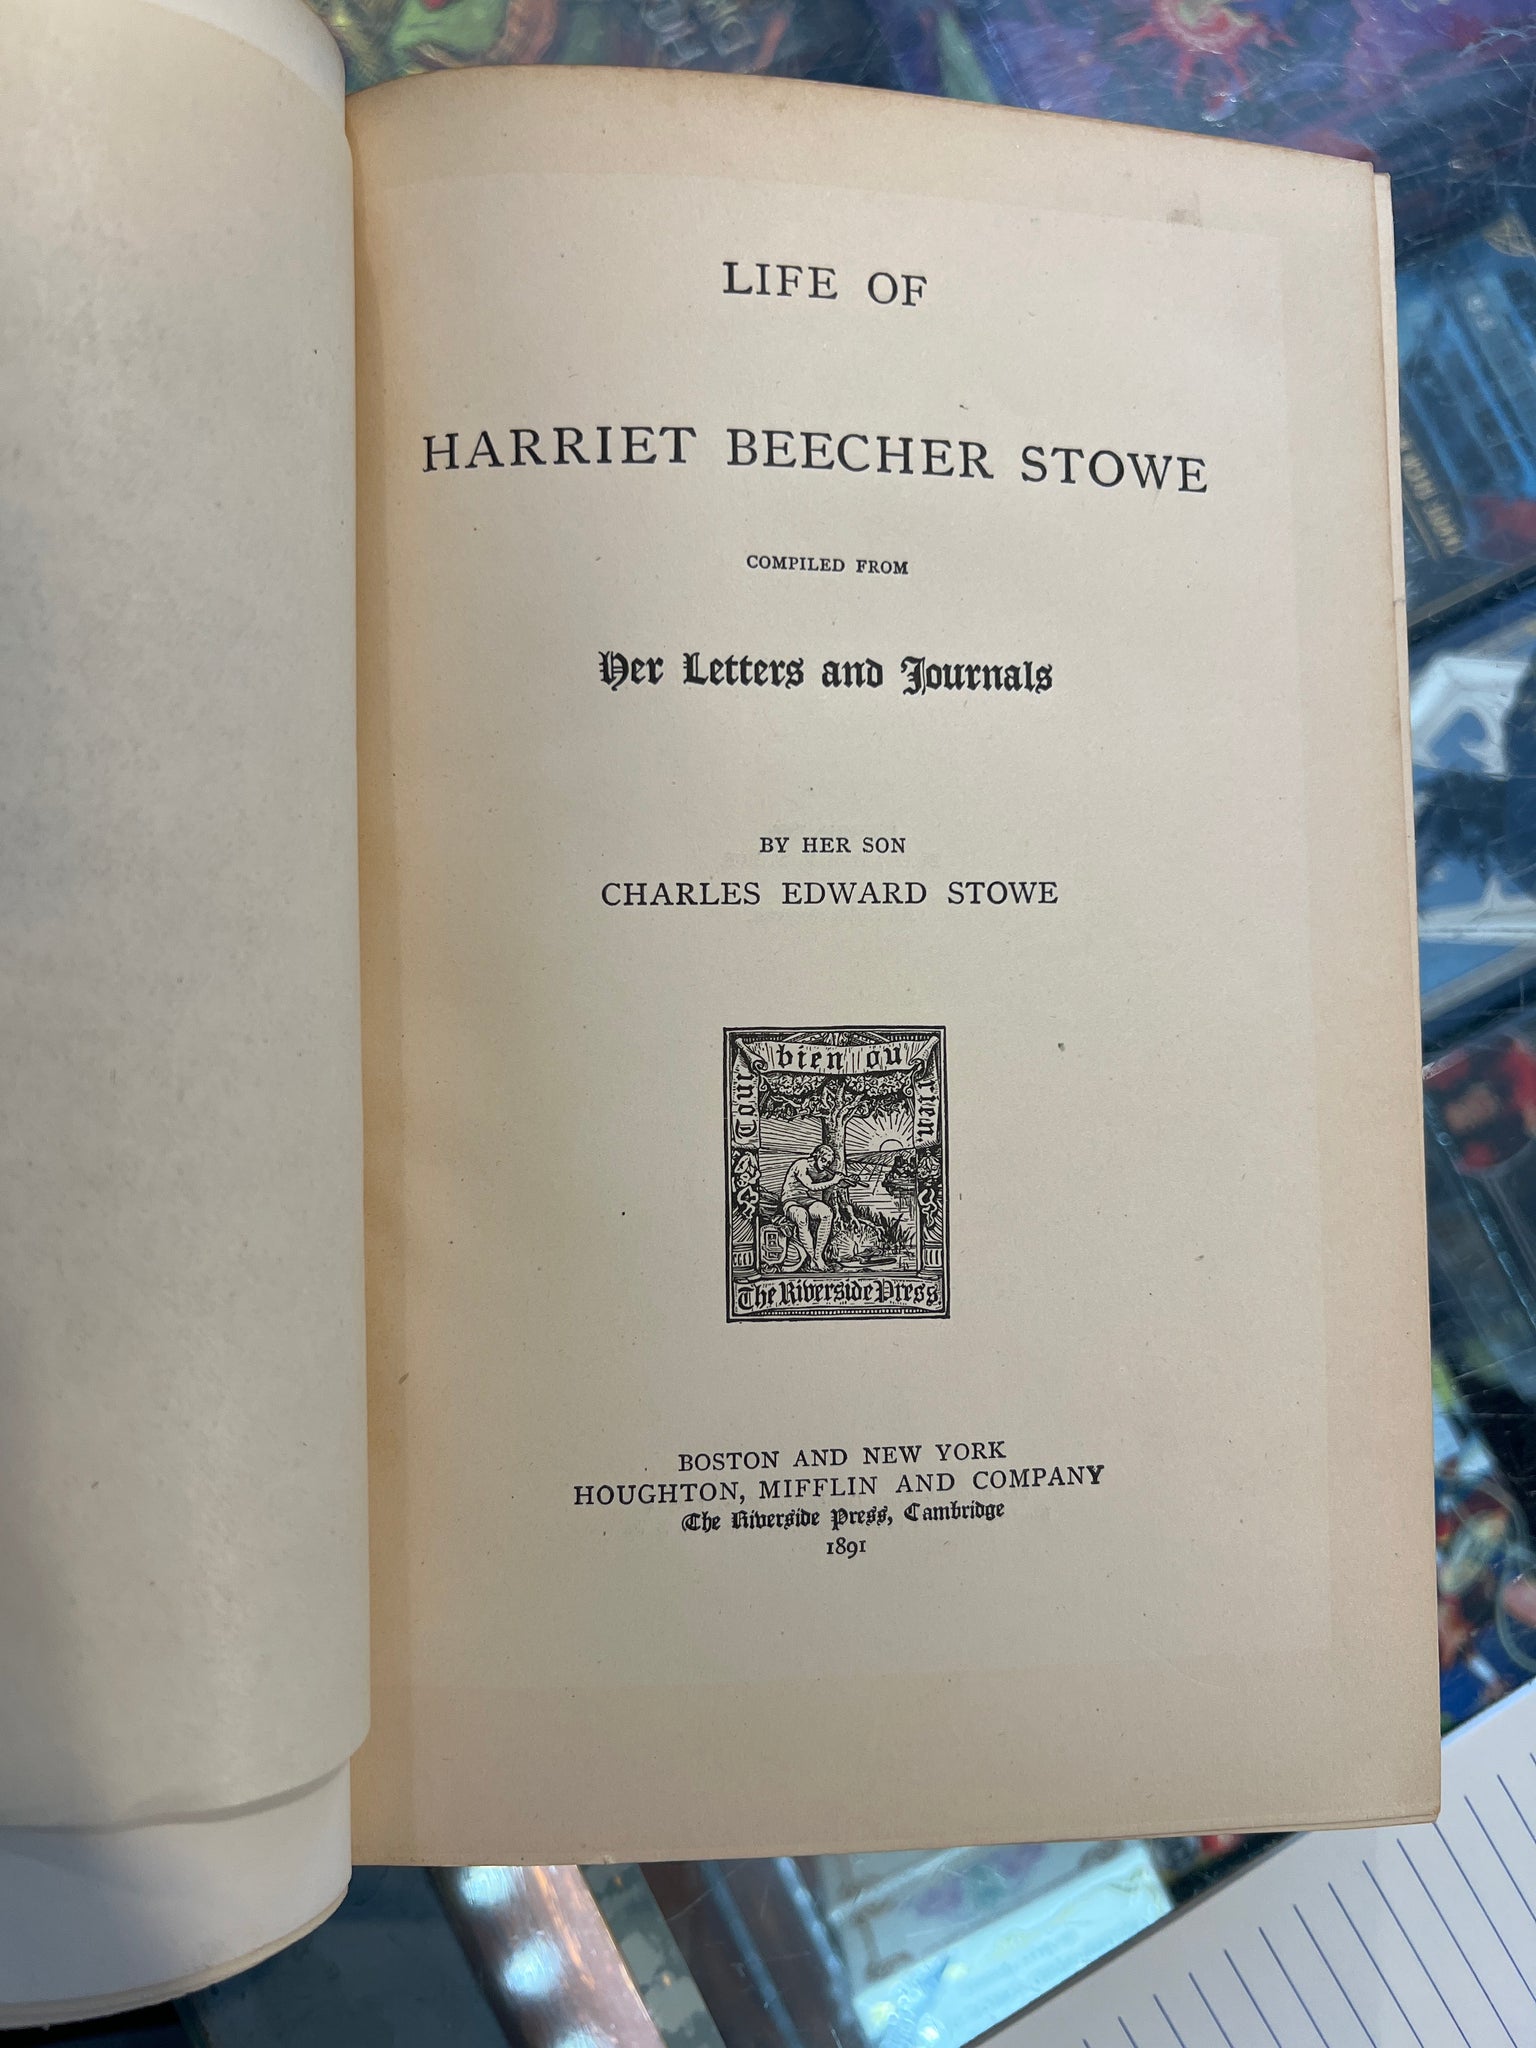 LIFE OF
HARRIET BEECHER STOWE
COMPILED FROM
Her Letters and Journals
BY HER SON
CHARLES EDWARD STOWE
Tout bien ou rien.
The Riverside Press
BOSTON AND NEW YORK
HOUGHTON, MIFFLIN AND COMPANY
The Riverside Press, Cambridge
1891